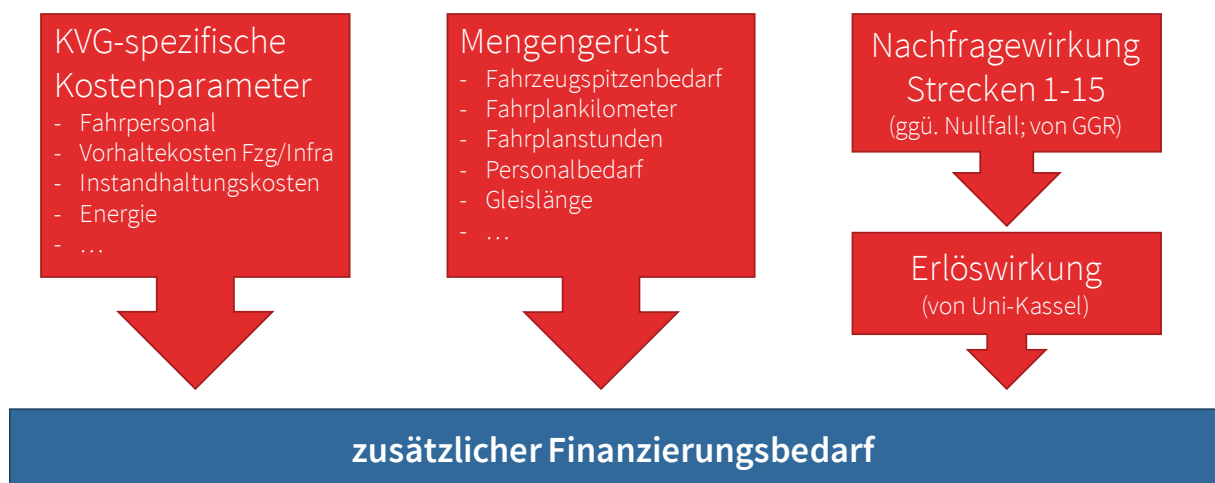 KVG-spezifische
Kostenparameter
- Fahrpersonal
- Vorhaltekosten Fzg/Infra
- Instandhaltungskosten
- Energie
- …
Mengengerüst
- Fahrzeugspitzenbedarf
- Fahrplankilometer
- Fahrplanstunden
- Personalbedarf
- Gleislänge
- …
Nachfragewirkung
Strecken 1-15
(ggü. Nullfall; von GGR)
Erlöswirkung
(von Uni-Kassel)
zusätzlicher Finanzierungsbedarf